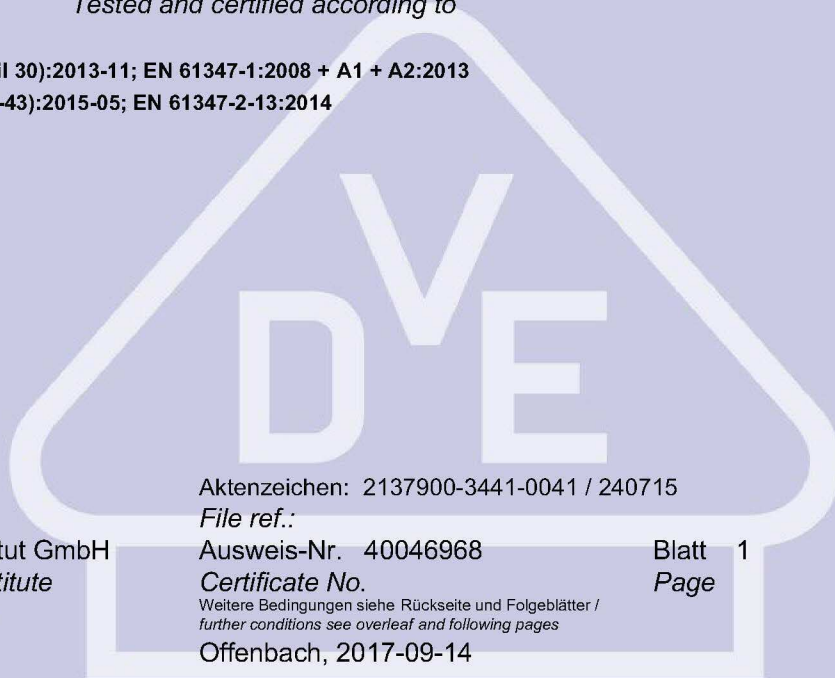 Tested and certified according to
30):2013-11; EN 61347-1:2008 + A1 + A2:2013
-43):2015-05; EN 61347-2-13:2014
VDE
Aktenzeichen: 2137900-3441-0041 / 240715
File ref.:
GmbH Ausweis-Nr. 40046968 Blatt 1
Certificate No. Page
Weitere Bedingungen siehe Rückseite und Folgeblätter /
further conditions see overleaf and following pages
Offenbach, 2017-09-14